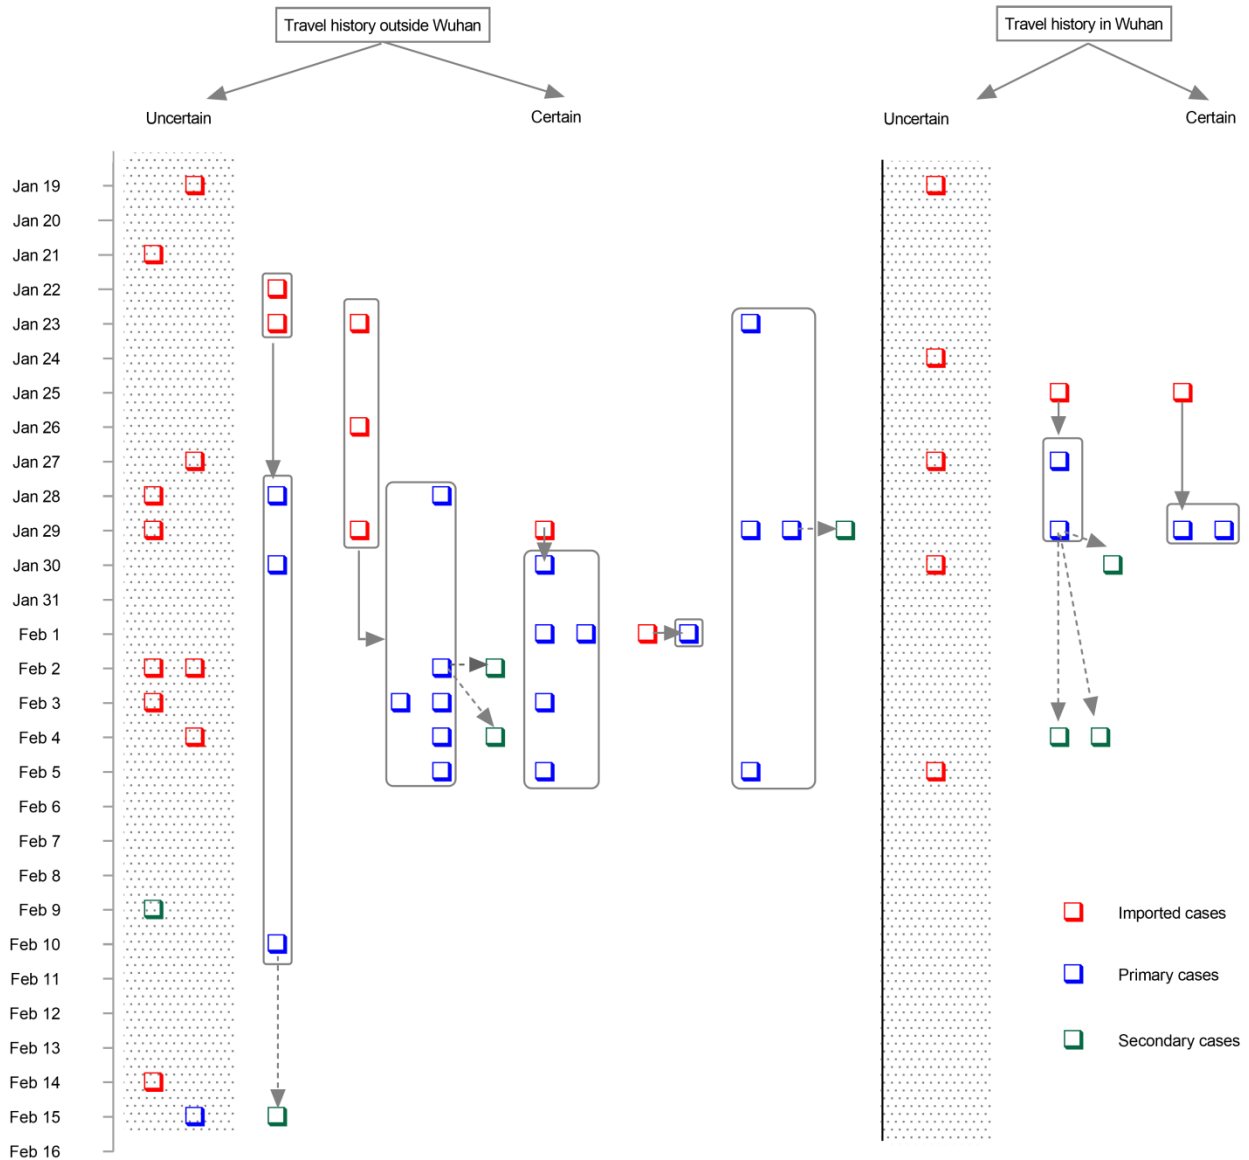 Travel history outside Wuhan
Travel history in Wuhan
Uncertain
Certain
Uncertain
Certain
Jan 19
Jan 20
Jan 21
Jan 22
Jan 23
Jan 24
Jan 25
Jan 26
Jan 27
Jan 28
Jan 29
Jan 30
Jan 31
Feb 1
Feb 2
Feb 3
Feb 4
Feb 5
Feb 6
Feb 7
Feb 8
Feb 9
Feb 10
Feb 11
Feb 12
Feb 13
Feb 14
Feb 15
Feb 16
Imported cases
Primary cases
Secondary cases